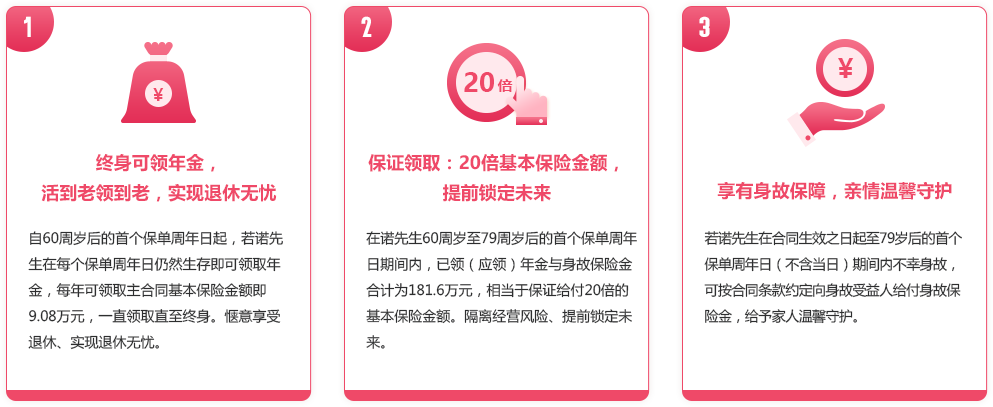 1
¥
终身可领年金，
活到老领到老，实现退休无忧
自60周岁后的首个保单周年日起，若诺先
生在每个保单周年日仍然生存即可领取年
金，每年可领取主合同基本保险金额即
9.08万元，一直领取直至终身。惬意享受
退休、实现退休无忧。
2
20倍
保证领取：20倍基本保险金额，
提前锁定未来
在诺先生60周岁至79周岁后的首个保单周年
日期间内，已领（应领）年金与身故保险金
合计为181.6万元，相当于保证给付20倍的
基本保险金额。隔离经营风险、提前锁定未
来。
3
¥
享有身故保障，亲情温馨守护
若诺先生在合同生效之日起至79岁后的首个
保单周年日（不含当日）期间内不幸身故，
可按合同条款约定向身故受益人给付身故保
险金，给予家人温馨守护。